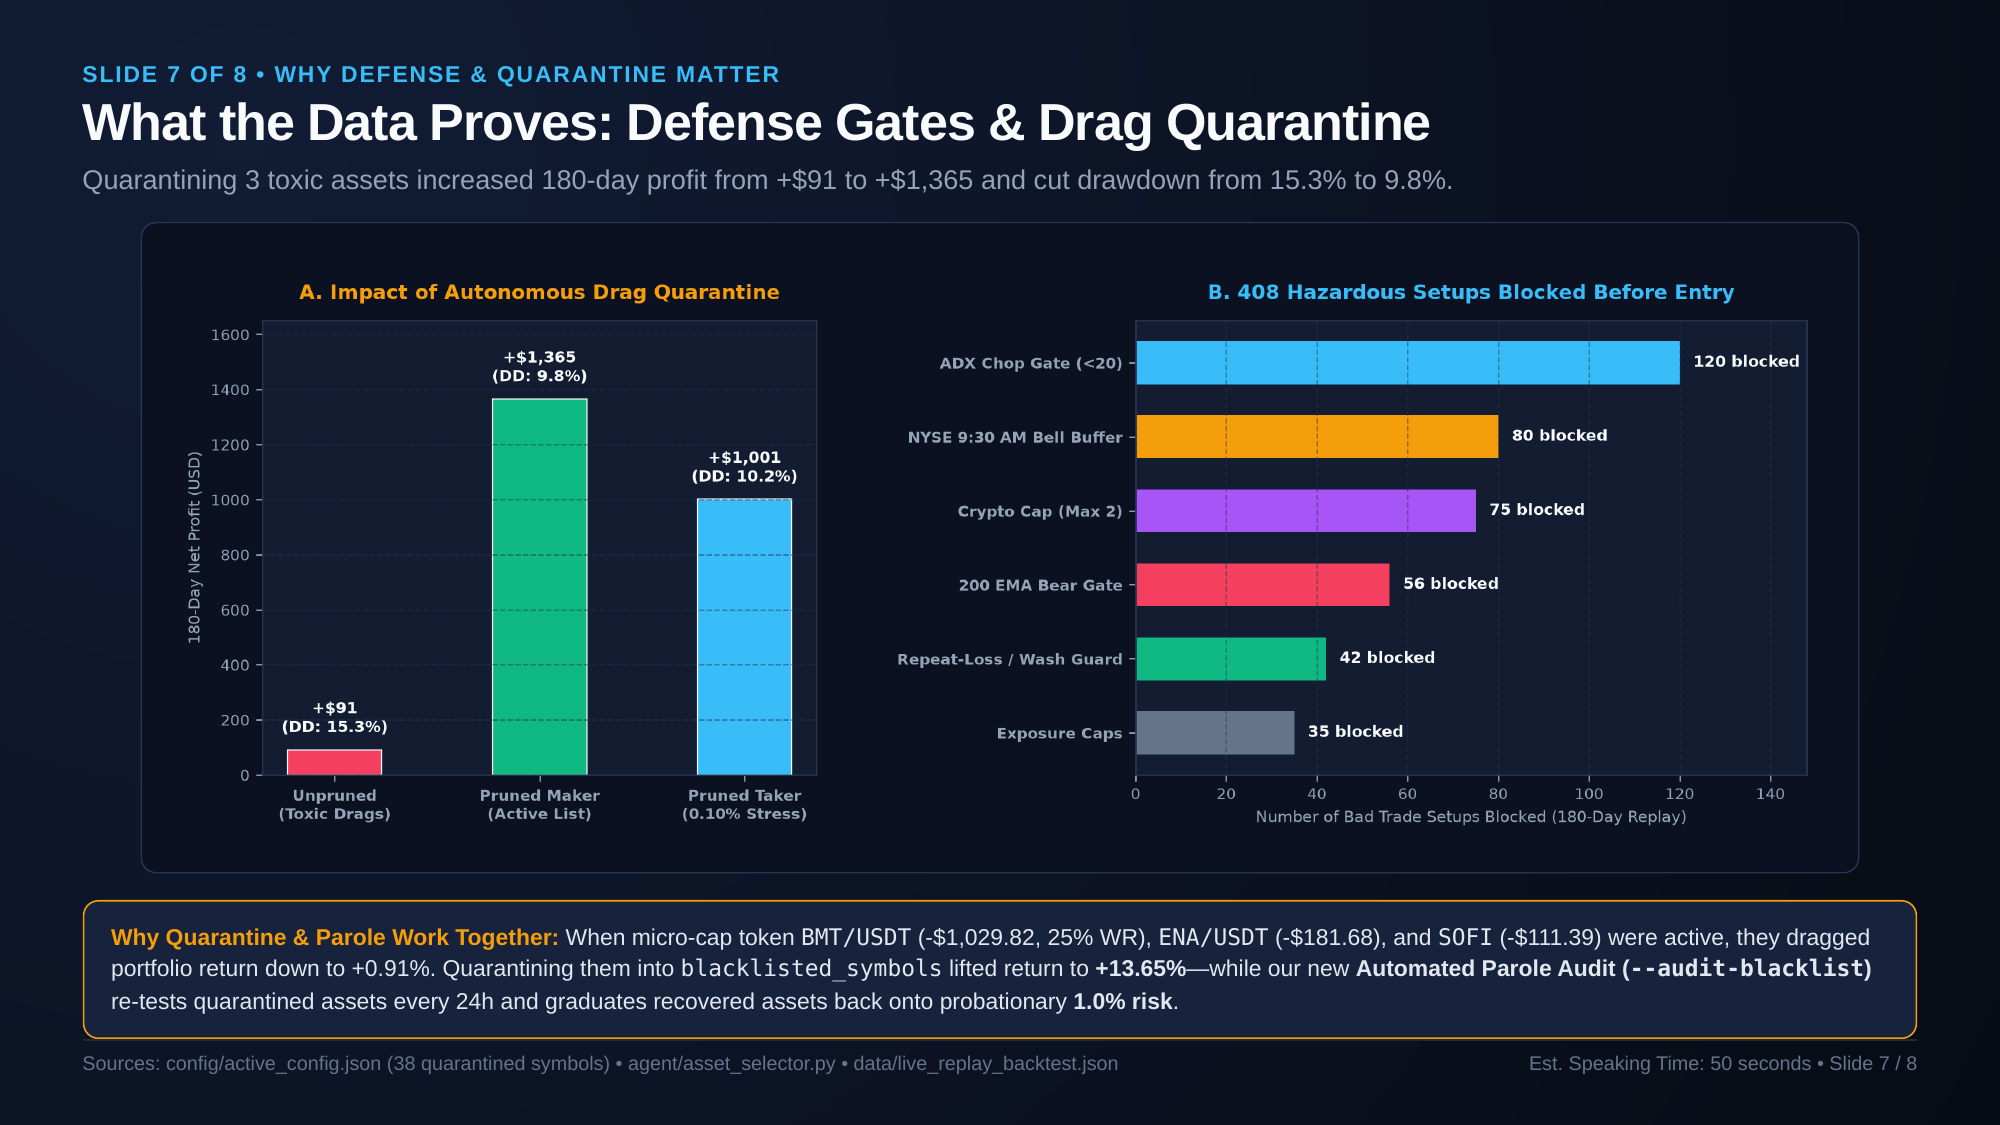 SLIDE 7 OF 8 • WHY DEFENSE & QUARANTINE MATTER
What the Data Proves: Defense Gates & Drag Quarantine
Quarantining 3 toxic assets increased 180-day profit from +$91 to +$1,365 and cut drawdown from 15.3% to 9.8%.
A. Impact of Autonomous Drag Quarantine
180-Day Net Profit (USD)
1600
1400
1200
1000
800
600
400
200
0
+$91
(DD: 15.3%)
+$1,365
(DD: 9.8%)
+$1,001
(DD: 10.2%)
Unpruned
(Toxic Drags)
Pruned Maker
(Active List)
Pruned Taker
(0.10% Stress)
B. 408 Hazardous Setups Blocked Before Entry
ADX Chop Gate (<20)
120 blocked
NYSE 9:30 AM Bell Buffer
80 blocked
Crypto Cap (Max 2)
75 blocked
200 EMA Bear Gate
56 blocked
Repeat-Loss / Wash Guard
42 blocked
Exposure Caps
35 blocked
0 20 40 60 80 100 120 140
Number of Bad Trade Setups Blocked (180-Day Replay)
Why Quarantine & Parole Work Together: When micro-cap token BMT/USDT (-$1,029.82, 25% WR), ENA/USDT (-$181.68), and SOFI (-$111.39) were active, they dragged
portfolio return down to +0.91%. Quarantining them into blacklisted_symbols lifted return to +13.65%—while our new Automated Parole Audit (--audit-blacklist)
re-tests quarantined assets every 24h and graduates recovered assets back onto probationary 1.0% risk.
Sources: config/active_config.json (38 quarantined symbols) • agent/asset_selector.py • data/live_replay_backtest.json
Est. Speaking Time: 50 seconds • Slide 7 / 8